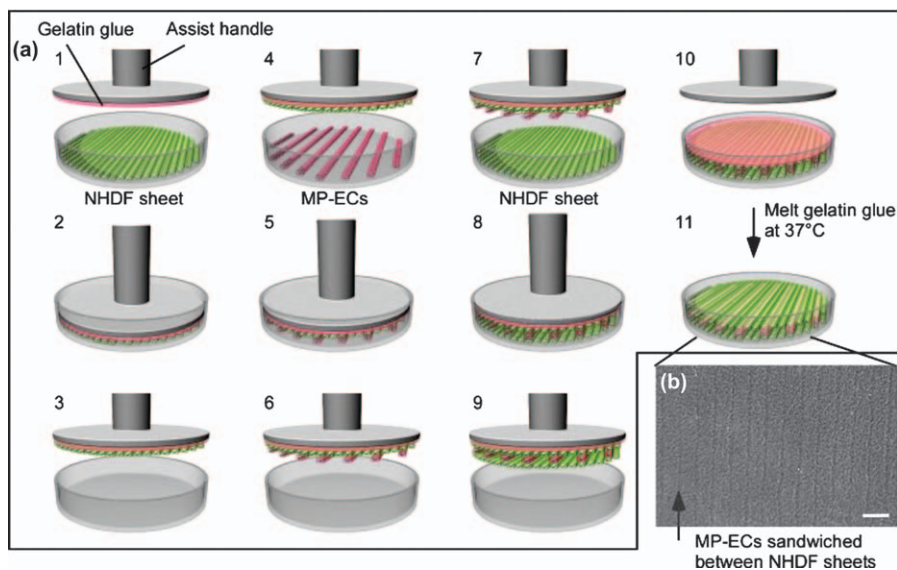 Gelatin glue
Assist handle
(a)
1
4
7
10
NHDF sheet
MP-ECs
NHDF sheet
2
5
8
11
Melt gelatin glue
at 37°C
3
6
9
(b)
MP-ECs sandwiched
between NHDF sheets